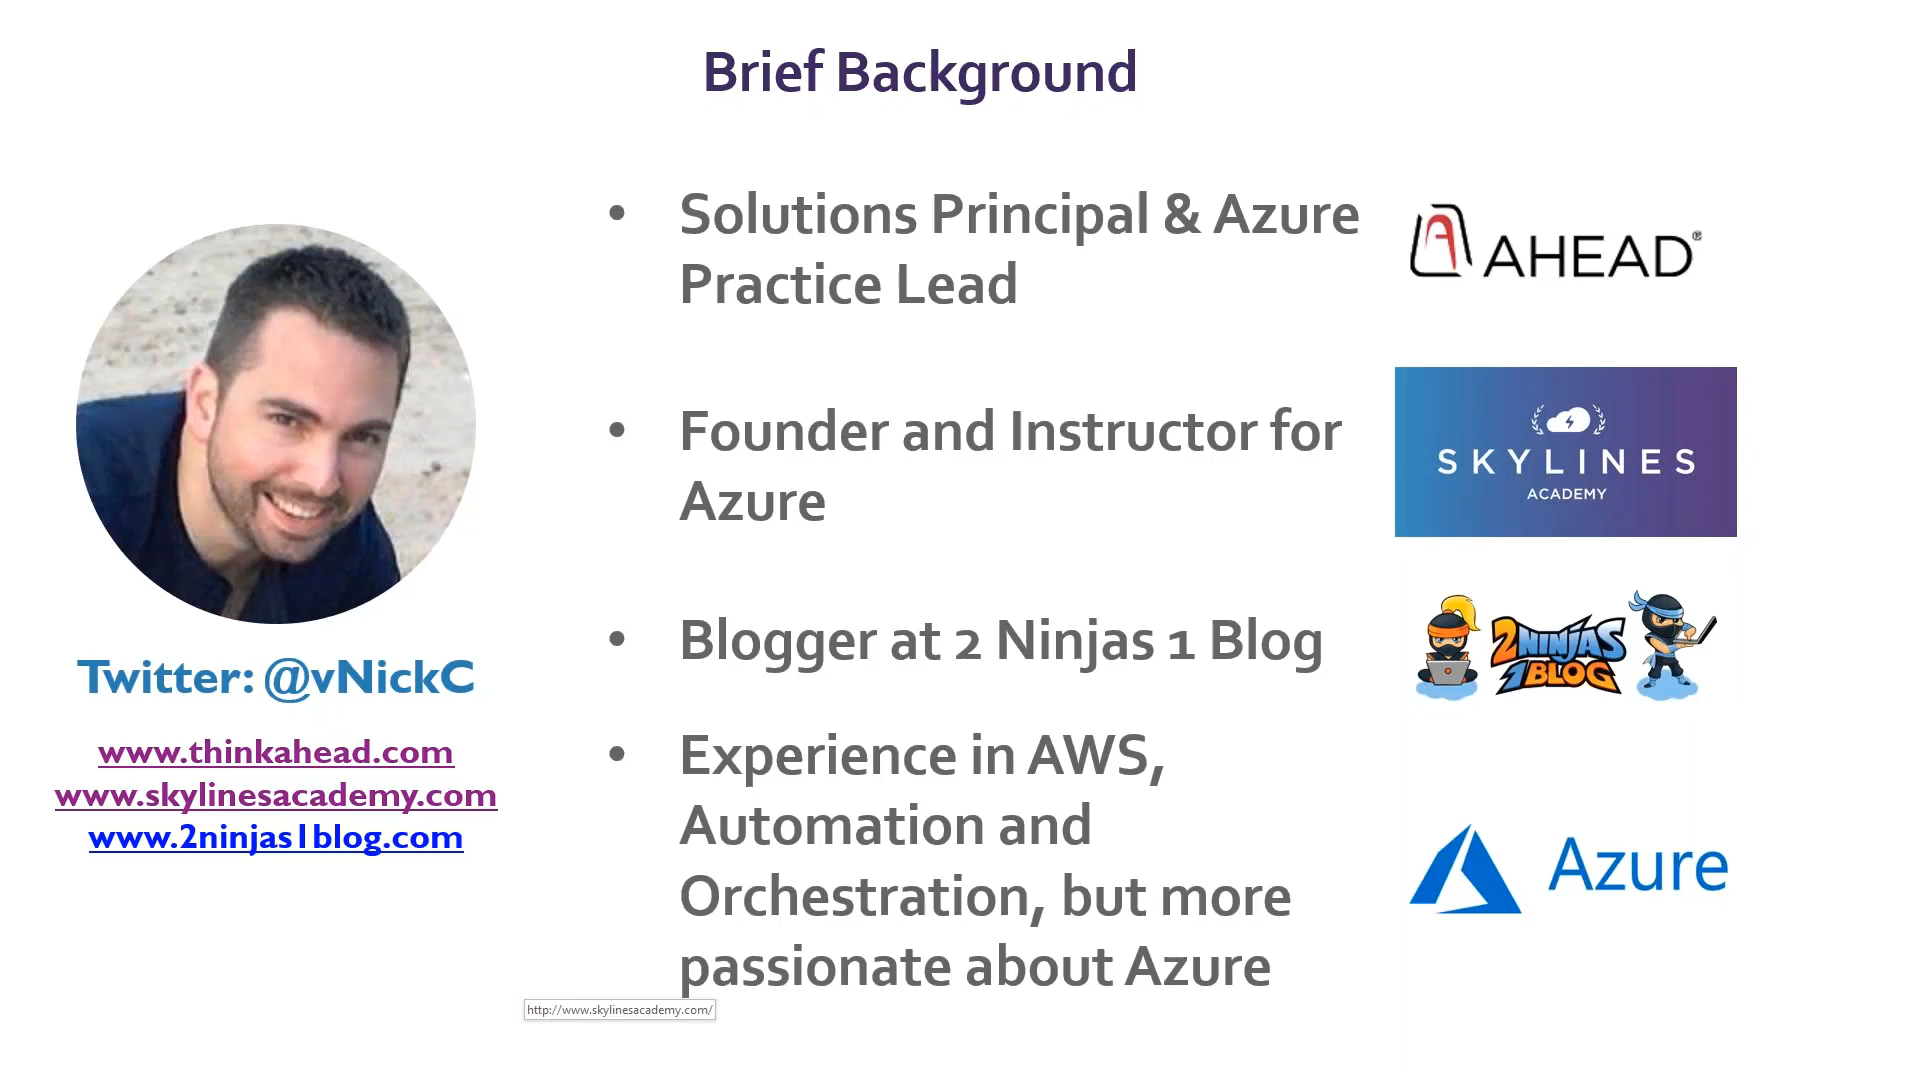 Brief Background
• Solutions Principal & Azure
Practice Lead
AHEAD®
• Founder and Instructor for
Azure
SKYLINES
ACADEMY
• Blogger at 2 Ninjas 1 Blog
2NINJAS
1BLOG
• Experience in AWS,
Automation and
Orchestration, but more
passionate about Azure
Azure
Twitter: @vNickC
www.thinkahead.com
www.skylinesacademy.com
www.2ninjas1blog.com
http://www.skylinesacademy.com/